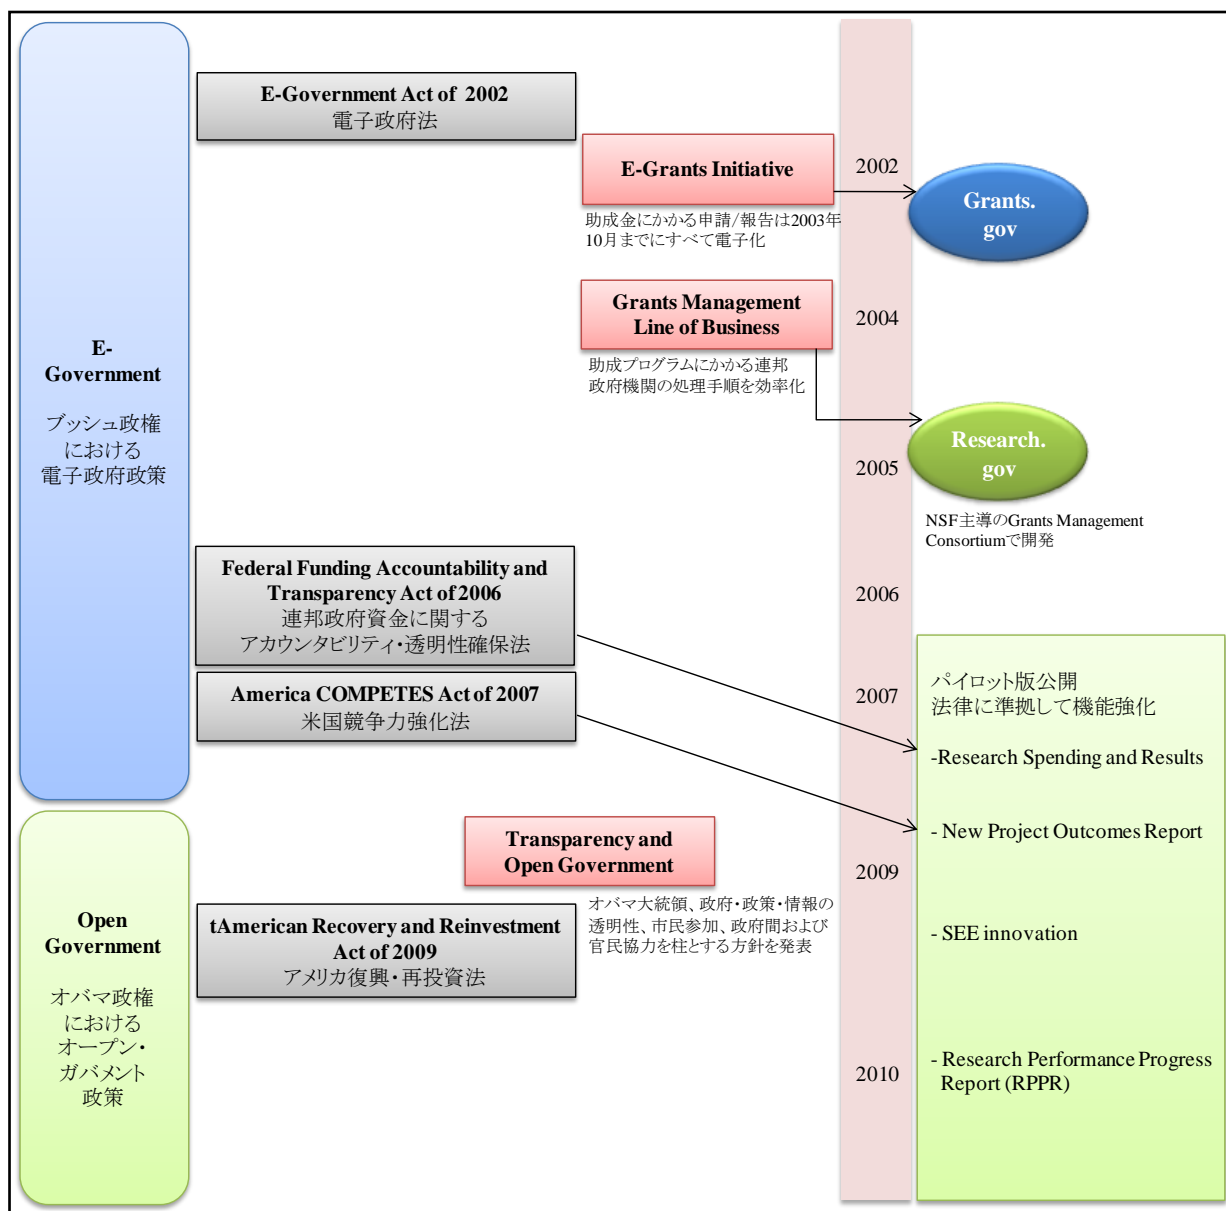 E-
Government
ブッシュ政権
における
電子政府政策
E-Government Act of 2002
電子政府法
E-Grants Initiative
助成金にかかる申請/報告は2003年
10月までにすべて電子化
2002
Grants.
gov
Grants Management
Line of Business
助成プログラムにかかる連邦
政府機関の処理手順を効率化
2004
Research.
gov
2005
NSF主導のGrants Management
Consortiumで開発
Federal Funding Accountability and
Transparency Act of 2006
連邦政府資金に関する
アカウンタビリティ・透明性確保法
2006
America COMPETES Act of 2007
米国競争力強化法
2007
パイロット版公開
法律に準拠して機能強化
-Research Spending and Results
- New Project Outcomes Report
- SEE innovation
- Research Performance Progress
Report (RPPR)
Open
Government
オバマ政権
における
オープン・
ガバメント
政策
Transparency and
Open Government
オバマ大統領、政府・政策・情報の
透明性、市民参加、政府間および
官民協力を柱とする方針を発表
2009
tAmerican Recovery and Reinvestment
Act of 2009
アメリカ復興・再投資法
2010